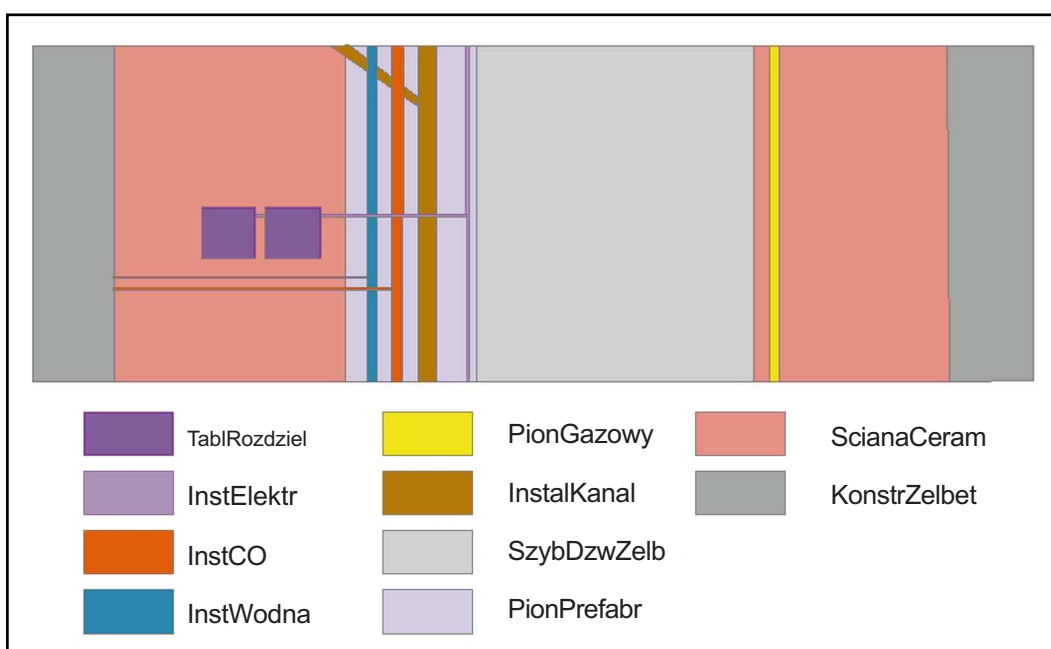 TablRozdziel
InstElektr
InstCO
InstWodna
PionGazowy
InstalKanal
SzybDzwZelb
PionPrefabr
ScianaCeram
KonstrZelbet